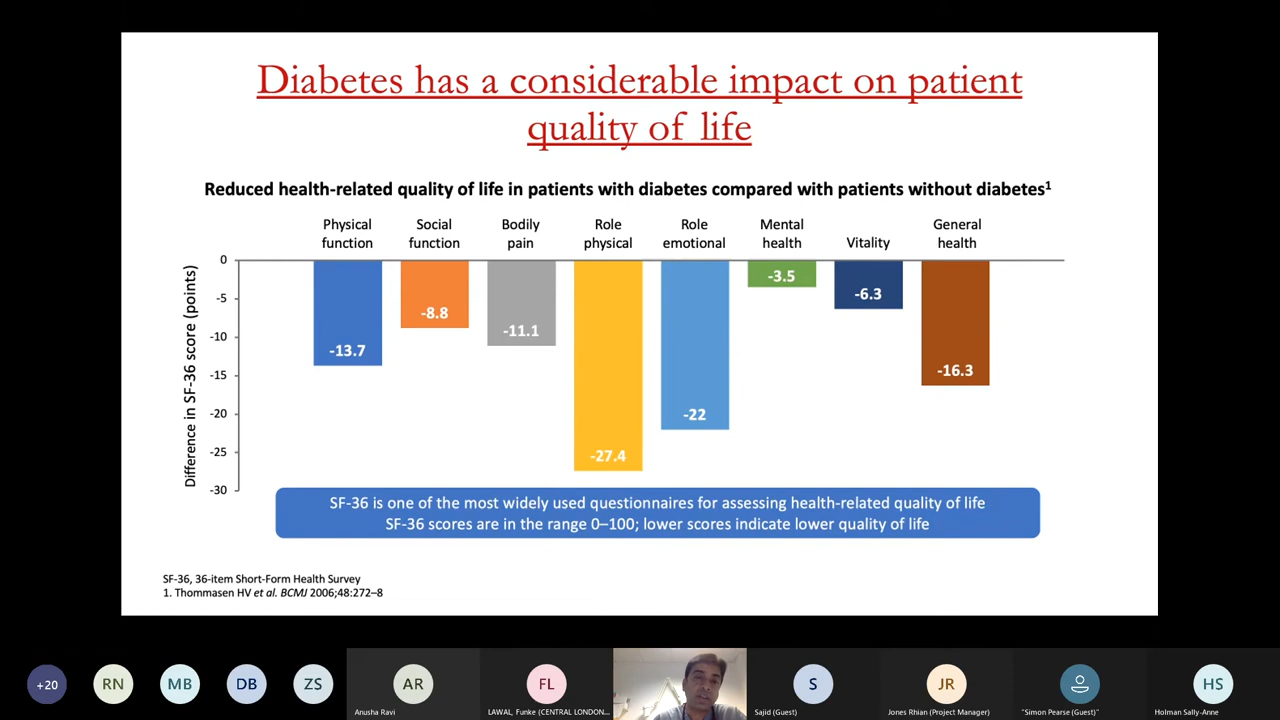 Diabetes has a considerable impact on patient
quality of life
Reduced health-related quality of life in patients with diabetes compared with patients without diabetes1
Physical function
Social function
Bodily pain
Role physical
Role emotional
Mental health
Vitality
General health
Difference in SF-36 score (points)
0
-5
-10
-15
-20
-25
-30
-13.7
-8.8
-11.1
-27.4
-22
-3.5
-6.3
-16.3
SF-36 is one of the most widely used questionnaires for assessing health-related quality of life
SF-36 scores are in the range 0–100; lower scores indicate lower quality of life
SF-36, 36-item Short-Form Health Survey
1. Thommasen HV et al. BCMJ 2006;48:272–8
+20
RN
MB
DB
ZS
AR
Anusha Ravi
FL
LAWAL, Funke (CENTRAL LONDON...
S
Sajid (Guest)
JR
Jones Rhian (Project Manager)
"Simon Pearse (Guest)"
HS
Holman Sally-Anne